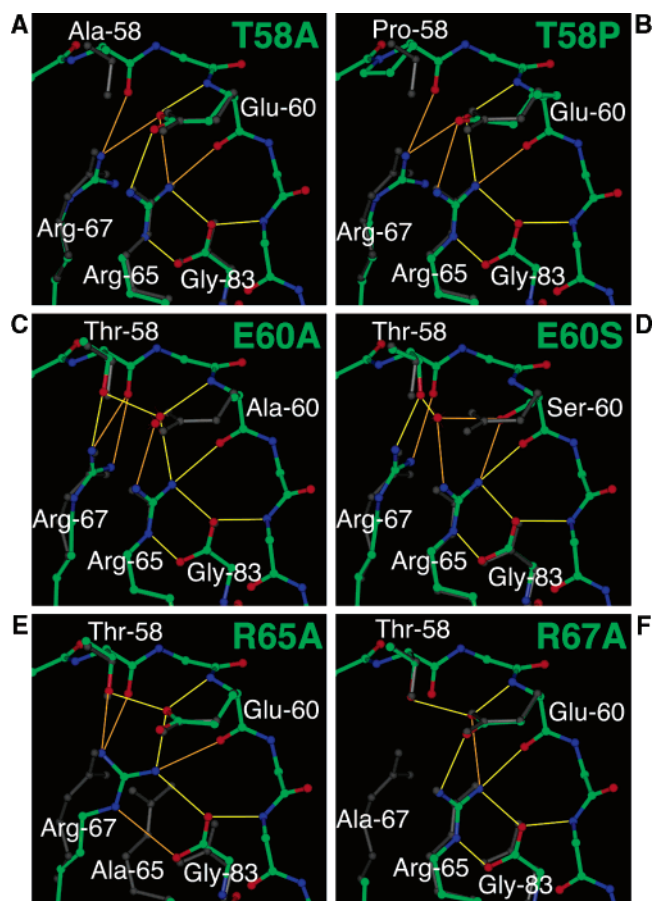 A
T58A
Ala-58
Glu-60
Arg-67
Arg-65
Gly-83
B
T58P
Pro-58
Glu-60
Arg-67
Arg-65
Gly-83
C
E60A
Thr-58
Ala-60
Arg-67
Arg-65
Gly-83
D
E60S
Thr-58
Ser-60
Arg-67
Arg-65
Gly-83
E
R65A
Thr-58
Glu-60
Arg-67
Ala-65
Gly-83
F
R67A
Thr-58
Glu-60
Ala-67
Arg-65
Gly-83